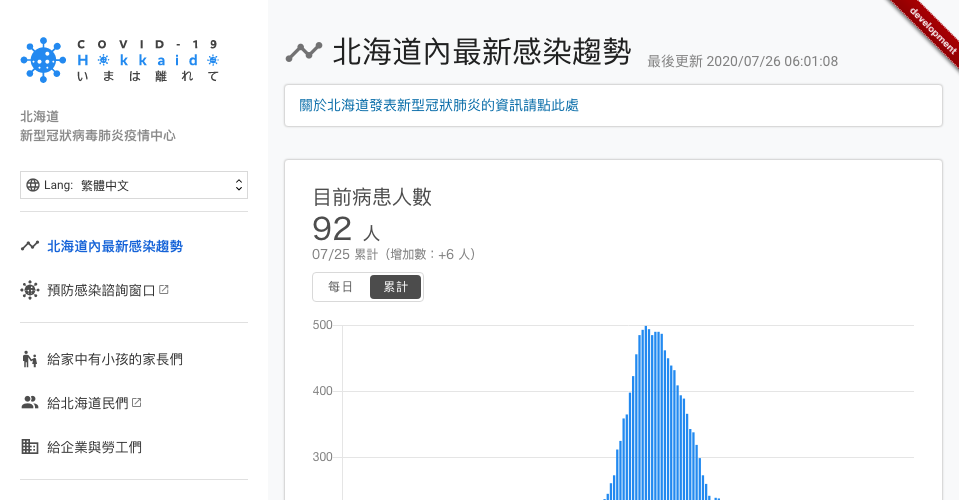 COVID-19
Hokkaido
いまは離れて
北海道
新型冠狀病毒肺炎疫情中心
Lang: 繁體中文
北海道內最新感染趨勢
預防感染諮詢窗口
給家中有小孩的家長們
給北海道民們
給企業與勞工們
development
北海道內最新感染趨勢 最後更新 2020/07/26 06:01:08
關於北海道發表新型冠狀肺炎的資訊請點此處
目前病患人數
92 人
07/25 累計（增加數：+6 人）
每日 累計
500
400
300